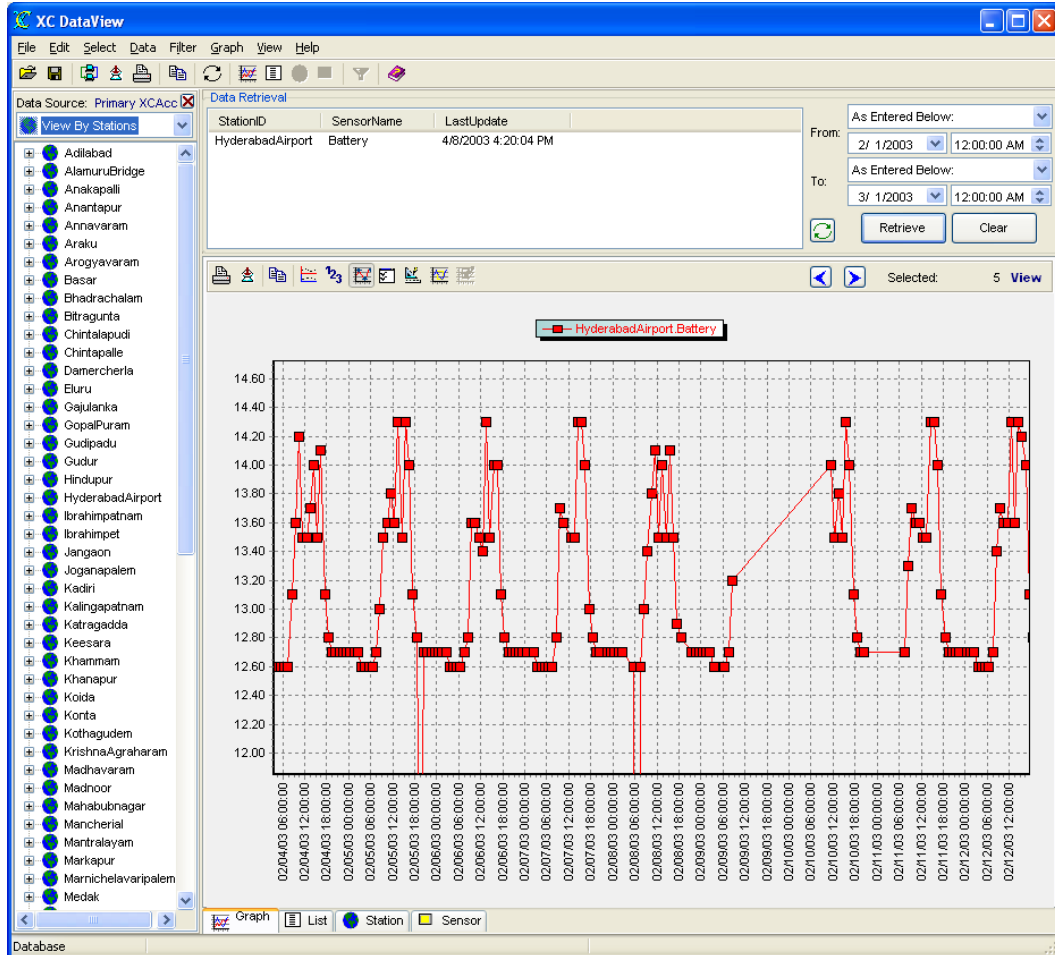 XC DataView
File Edit Select Data Filter Graph View Help
Data Source: Primary XCAcc
View By Stations
Adilabad
AlamuruBridge
Anakapalli
Anantapur
Annavaram
Araku
Arogyavaram
Basar
Bhadrachalam
Bitragunta
Chintalapudi
Chintapalle
Damercherla
Eluru
Gajulanka
GopalPuram
Gudipadu
Gudur
Hindupur
HyderabadAirport
Ibrahimpatnam
Ibrahimpet
Jangaon
Joganapalem
Kadiri
Kalingapatnam
Katragadda
Keesara
Khammam
Khanapur
Koida
Konta
Kothagudem
KrishnaAgraharam
Madhavaram
Madnoor
Mahabubnagar
Mancherial
Mantralayam
Markapur
Marnichelavaripalem
Medak
Data Retrieval
StationID SensorName LastUpdate
HyderabadAirport Battery 4/8/2003 4:20:04 PM
From:
As Entered Below:
2/ 1/2003 12:00:00 AM
To:
As Entered Below:
3/ 1/2003 12:00:00 AM
Retrieve Clear
123
Selected: 5 View
HyderabadAirport.Battery
14.60
14.40
14.20
14.00
13.80
13.60
13.40
13.20
13.00
12.80
12.60
12.40
12.20
12.00
02/04/03 06:00:00
02/04/03 12:00:00
02/04/03 18:00:00
02/05/03 00:00:00
02/05/03 06:00:00
02/05/03 12:00:00
02/05/03 18:00:00
02/06/03 00:00:00
02/06/03 06:00:00
02/06/03 12:00:00
02/06/03 18:00:00
02/07/03 00:00:00
02/07/03 06:00:00
02/07/03 12:00:00
02/07/03 18:00:00
02/08/03 00:00:00
02/08/03 06:00:00
02/08/03 12:00:00
02/08/03 18:00:00
02/09/03 00:00:00
02/09/03 06:00:00
02/09/03 12:00:00
02/09/03 18:00:00
02/10/03 00:00:00
02/10/03 06:00:00
02/10/03 12:00:00
02/10/03 18:00:00
02/11/03 00:00:00
02/11/03 06:00:00
02/11/03 12:00:00
02/11/03 18:00:00
02/12/03 00:00:00
02/12/03 06:00:00
02/12/03 12:00:00
Graph List Station Sensor
Database